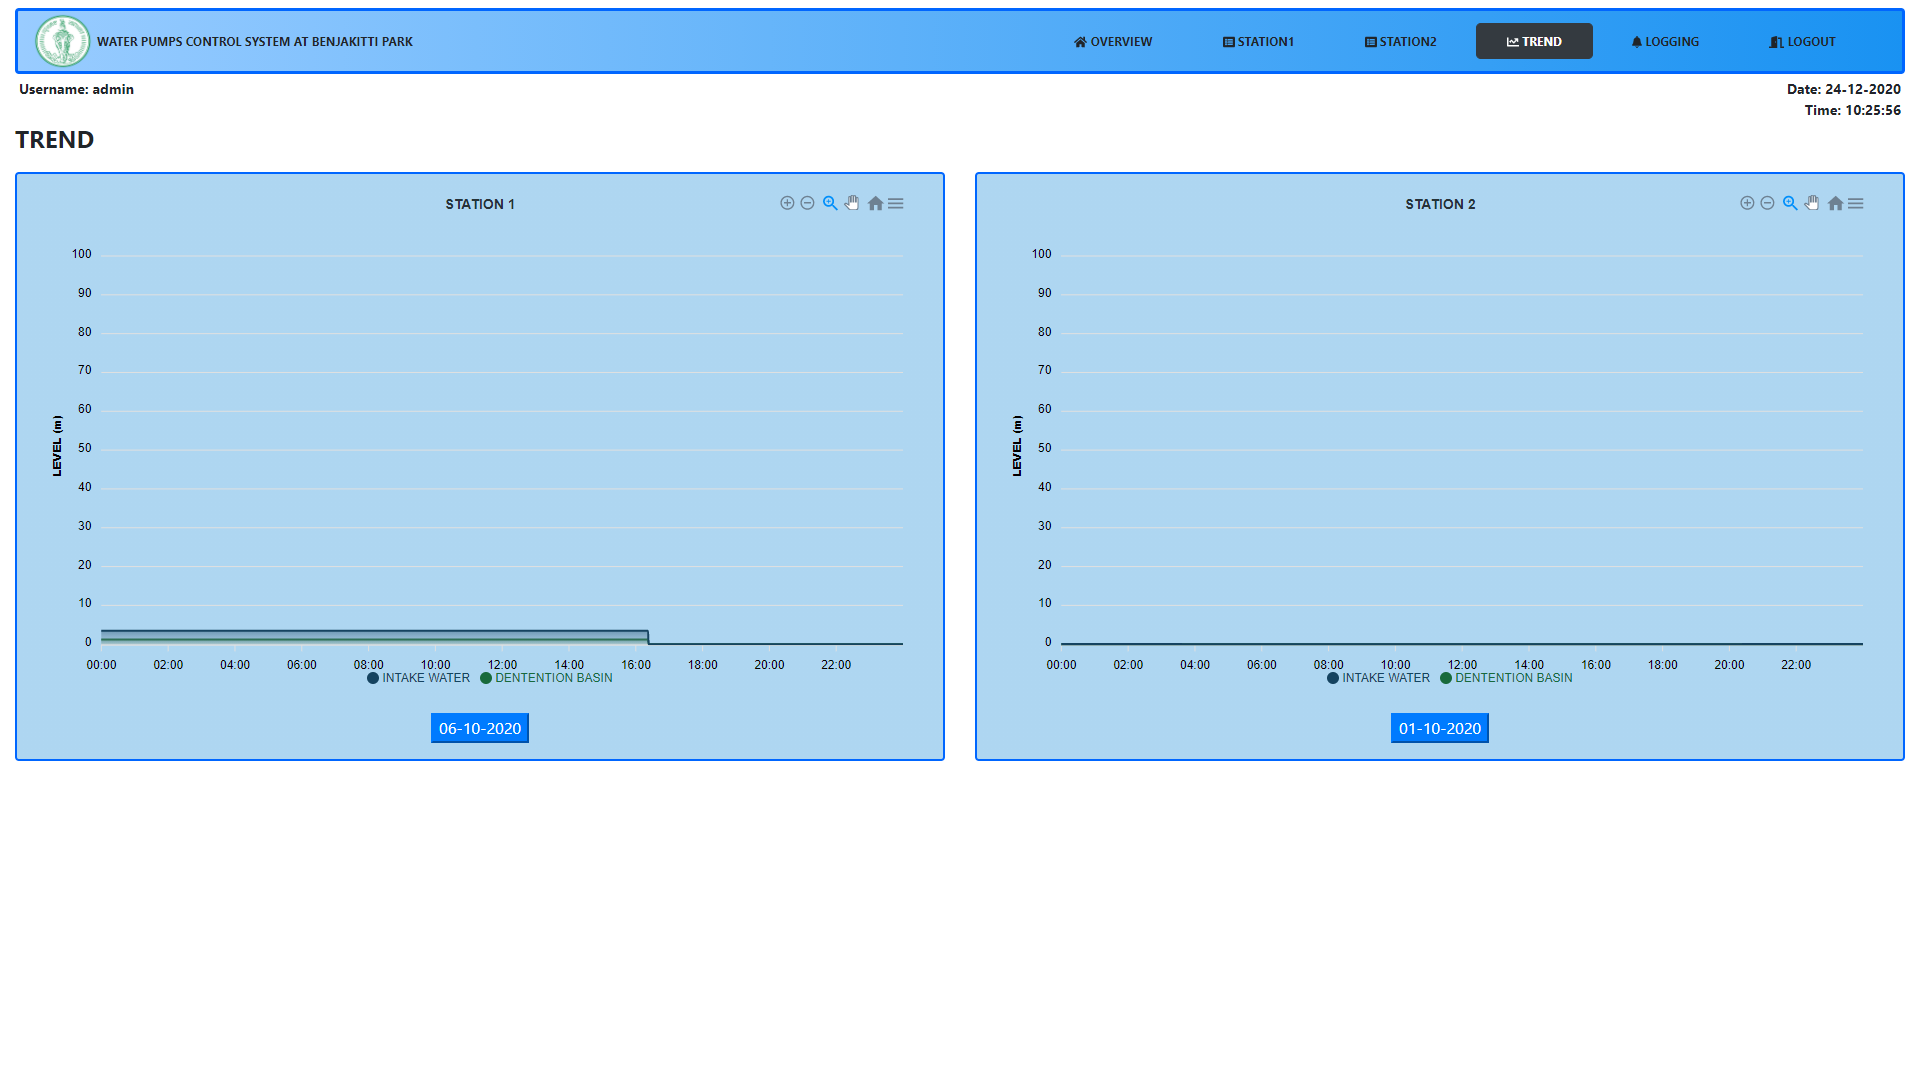 WATER PUMPS CONTROL SYSTEM AT BENJAKITTI PARK
OVERVIEW
STATION1
STATION2
TREND
LOGGING
LOGOUT
Username: admin
Date: 24-12-2020
Time: 10:25:56
TREND
STATION 1
100
90
80
70
60
50
40
30
20
10
0
LEVEL (m)
00:00 02:00 04:00 06:00 08:00 10:00 12:00 14:00 16:00 18:00 20:00 22:00
INTAKE WATER DENTENTION BASIN
06-10-2020
STATION 2
100
90
80
70
60
50
40
30
20
10
0
LEVEL (m)
00:00 02:00 04:00 06:00 08:00 10:00 12:00 14:00 16:00 18:00 20:00 22:00
INTAKE WATER DENTENTION BASIN
01-10-2020